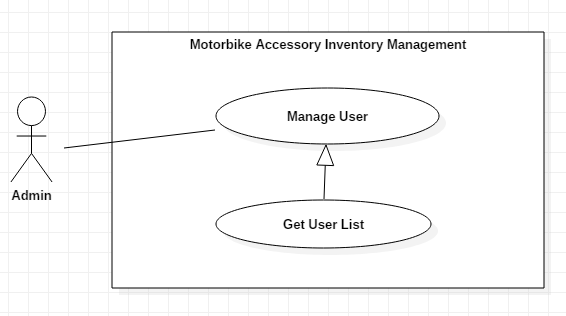 Motorbike Accessory Inventory Management
Manage User
Admin
Get User List